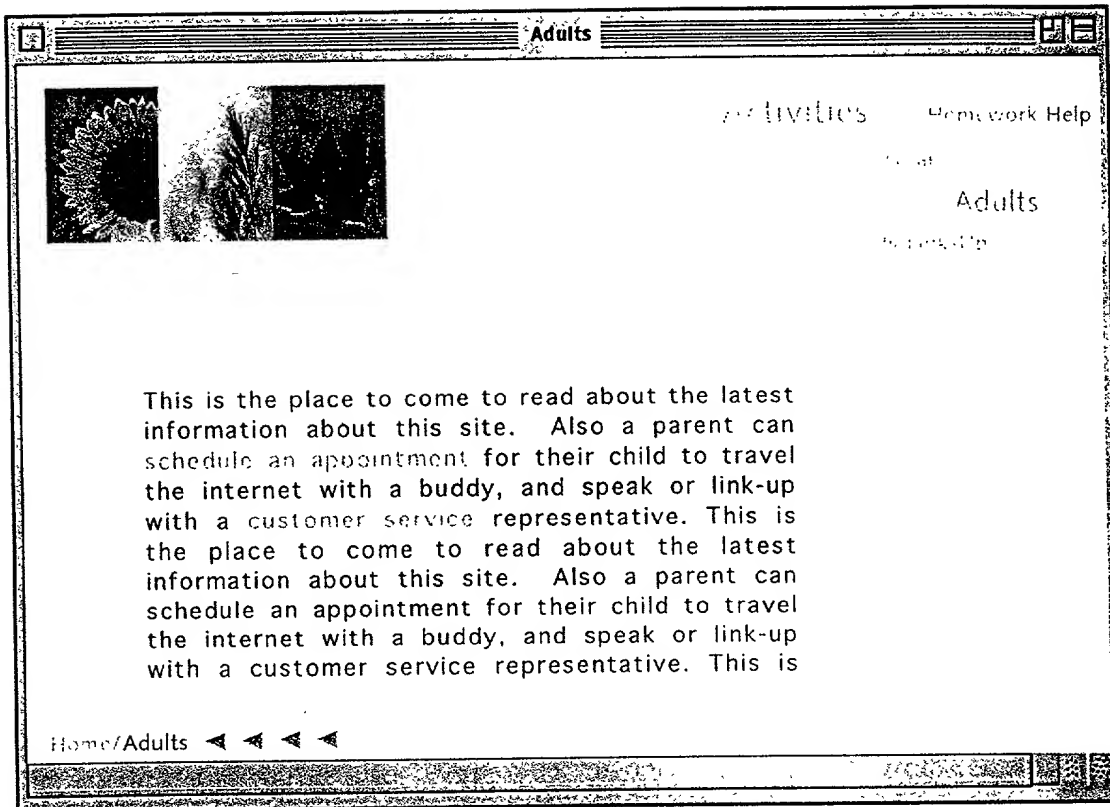 Adults
Activities Homework Help
Adults
This is the place to come to read about the latest
information about this site. Also a parent can
schedule an appointment for their child to travel
the internet with a buddy, and speak or link-up
with a customer service representative. This is
the place to come to read about the latest
information about this site. Also a parent can
schedule an appointment for their child to travel
the internet with a buddy, and speak or link-up
with a customer service representative. This is
Home/Adults